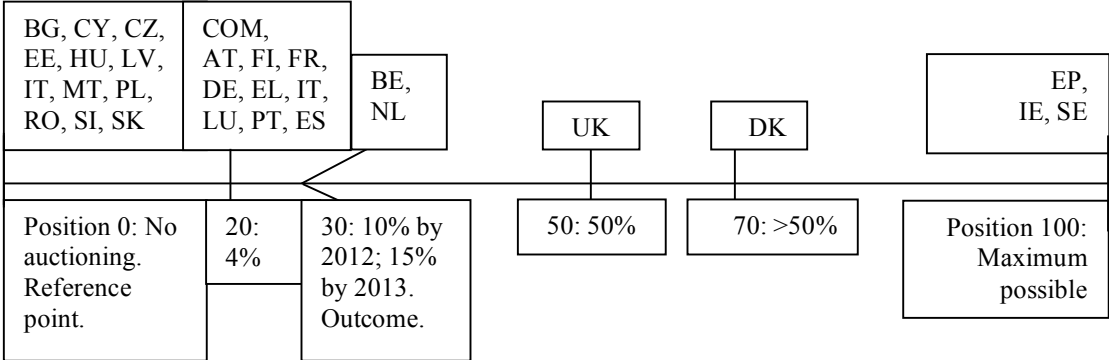 BG, CY, CZ,
EE, HU, LV,
IT, MT, PL,
RO, SI, SK
COM,
AT, FI, FR,
DE, EL, IT,
LU, PT, ES
BE,
NL
UK
DK
EP,
IE, SE
Position 0: No
auctioning.
Reference
point.
20:
4%
30: 10% by
2012; 15%
by 2013.
Outcome.
50: 50%
70: >50%
Position 100:
Maximum
possible